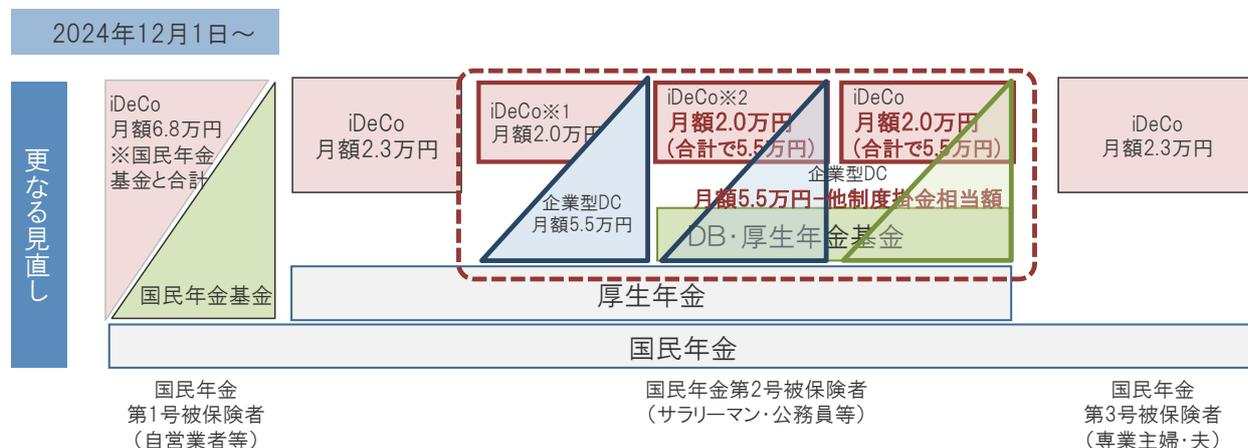 2024年12月1日～
更なる見直し
iDeCo
月額6.8万円
※国民年金
基金と合計
国民年金基金
iDeCo
月額2.3万円
iDeCo※1
月額2.0万円
企業型DC
月額5.5万円
iDeCo※2
月額2.0万円
(合計で5.5万円)
iDeCo
月額2.0万円
(合計で5.5万円)
企業型DC
月額5.5万円-他制度掛金相当額
DB・厚生年金基金
iDeCo
月額2.3万円
厚生年金
国民年金
国民年金
第1号被保険者
（自営業者等）
国民年金第2号被保険者
（サラリーマン・公務員等）
国民年金
第3号被保険者
（専業主婦・夫）